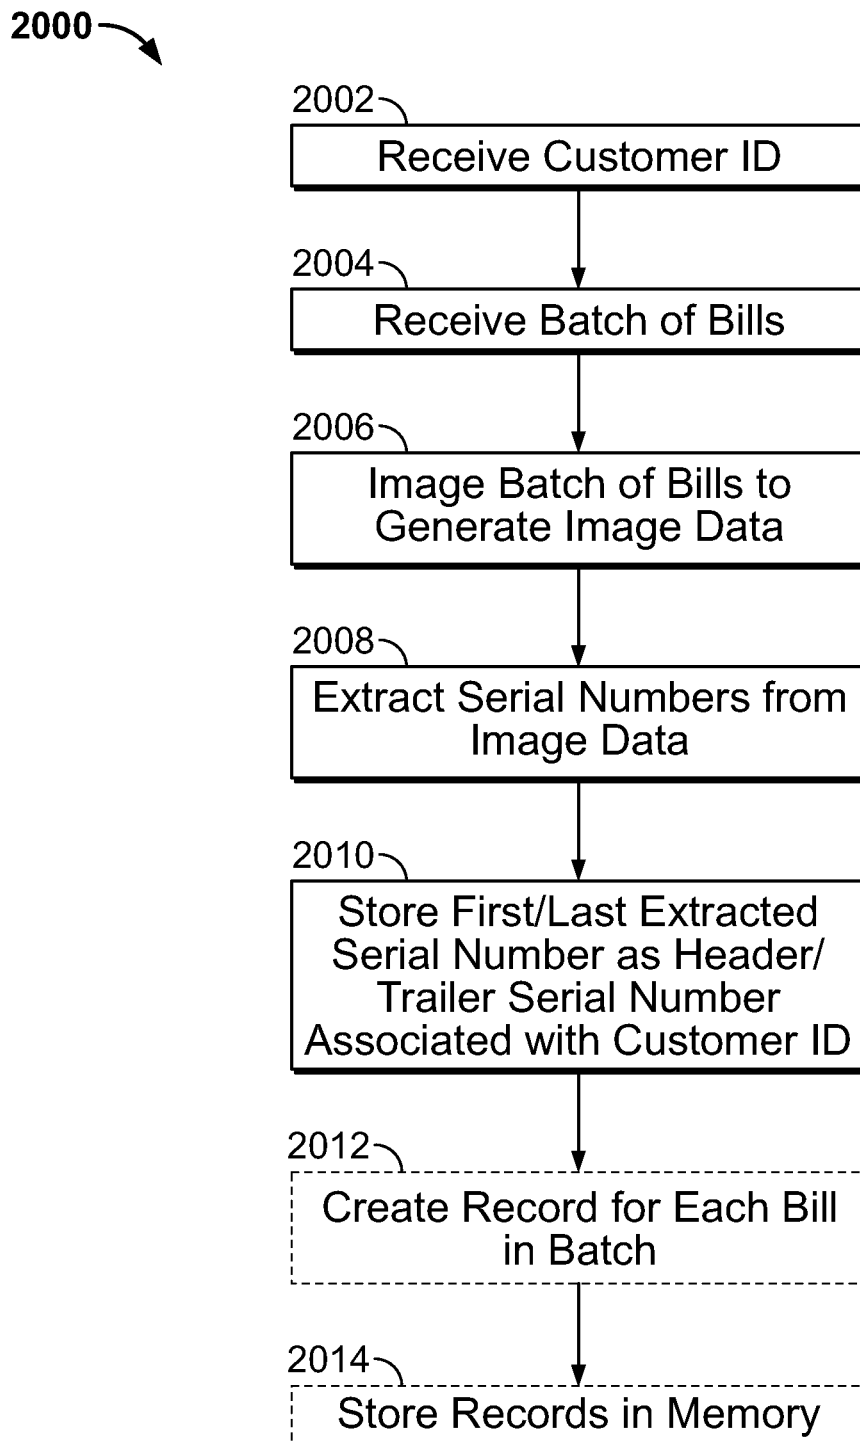 2000
2002
Receive Customer ID
2004
Receive Batch of Bills
2006
Image Batch of Bills to
Generate Image Data
2008
Extract Serial Numbers from
Image Data
2010
Store First/Last Extracted
Serial Number as Header/
Trailer Serial Number
Associated with Customer ID
2012
Create Record for Each Bill
in Batch
2014
Store Records in Memory